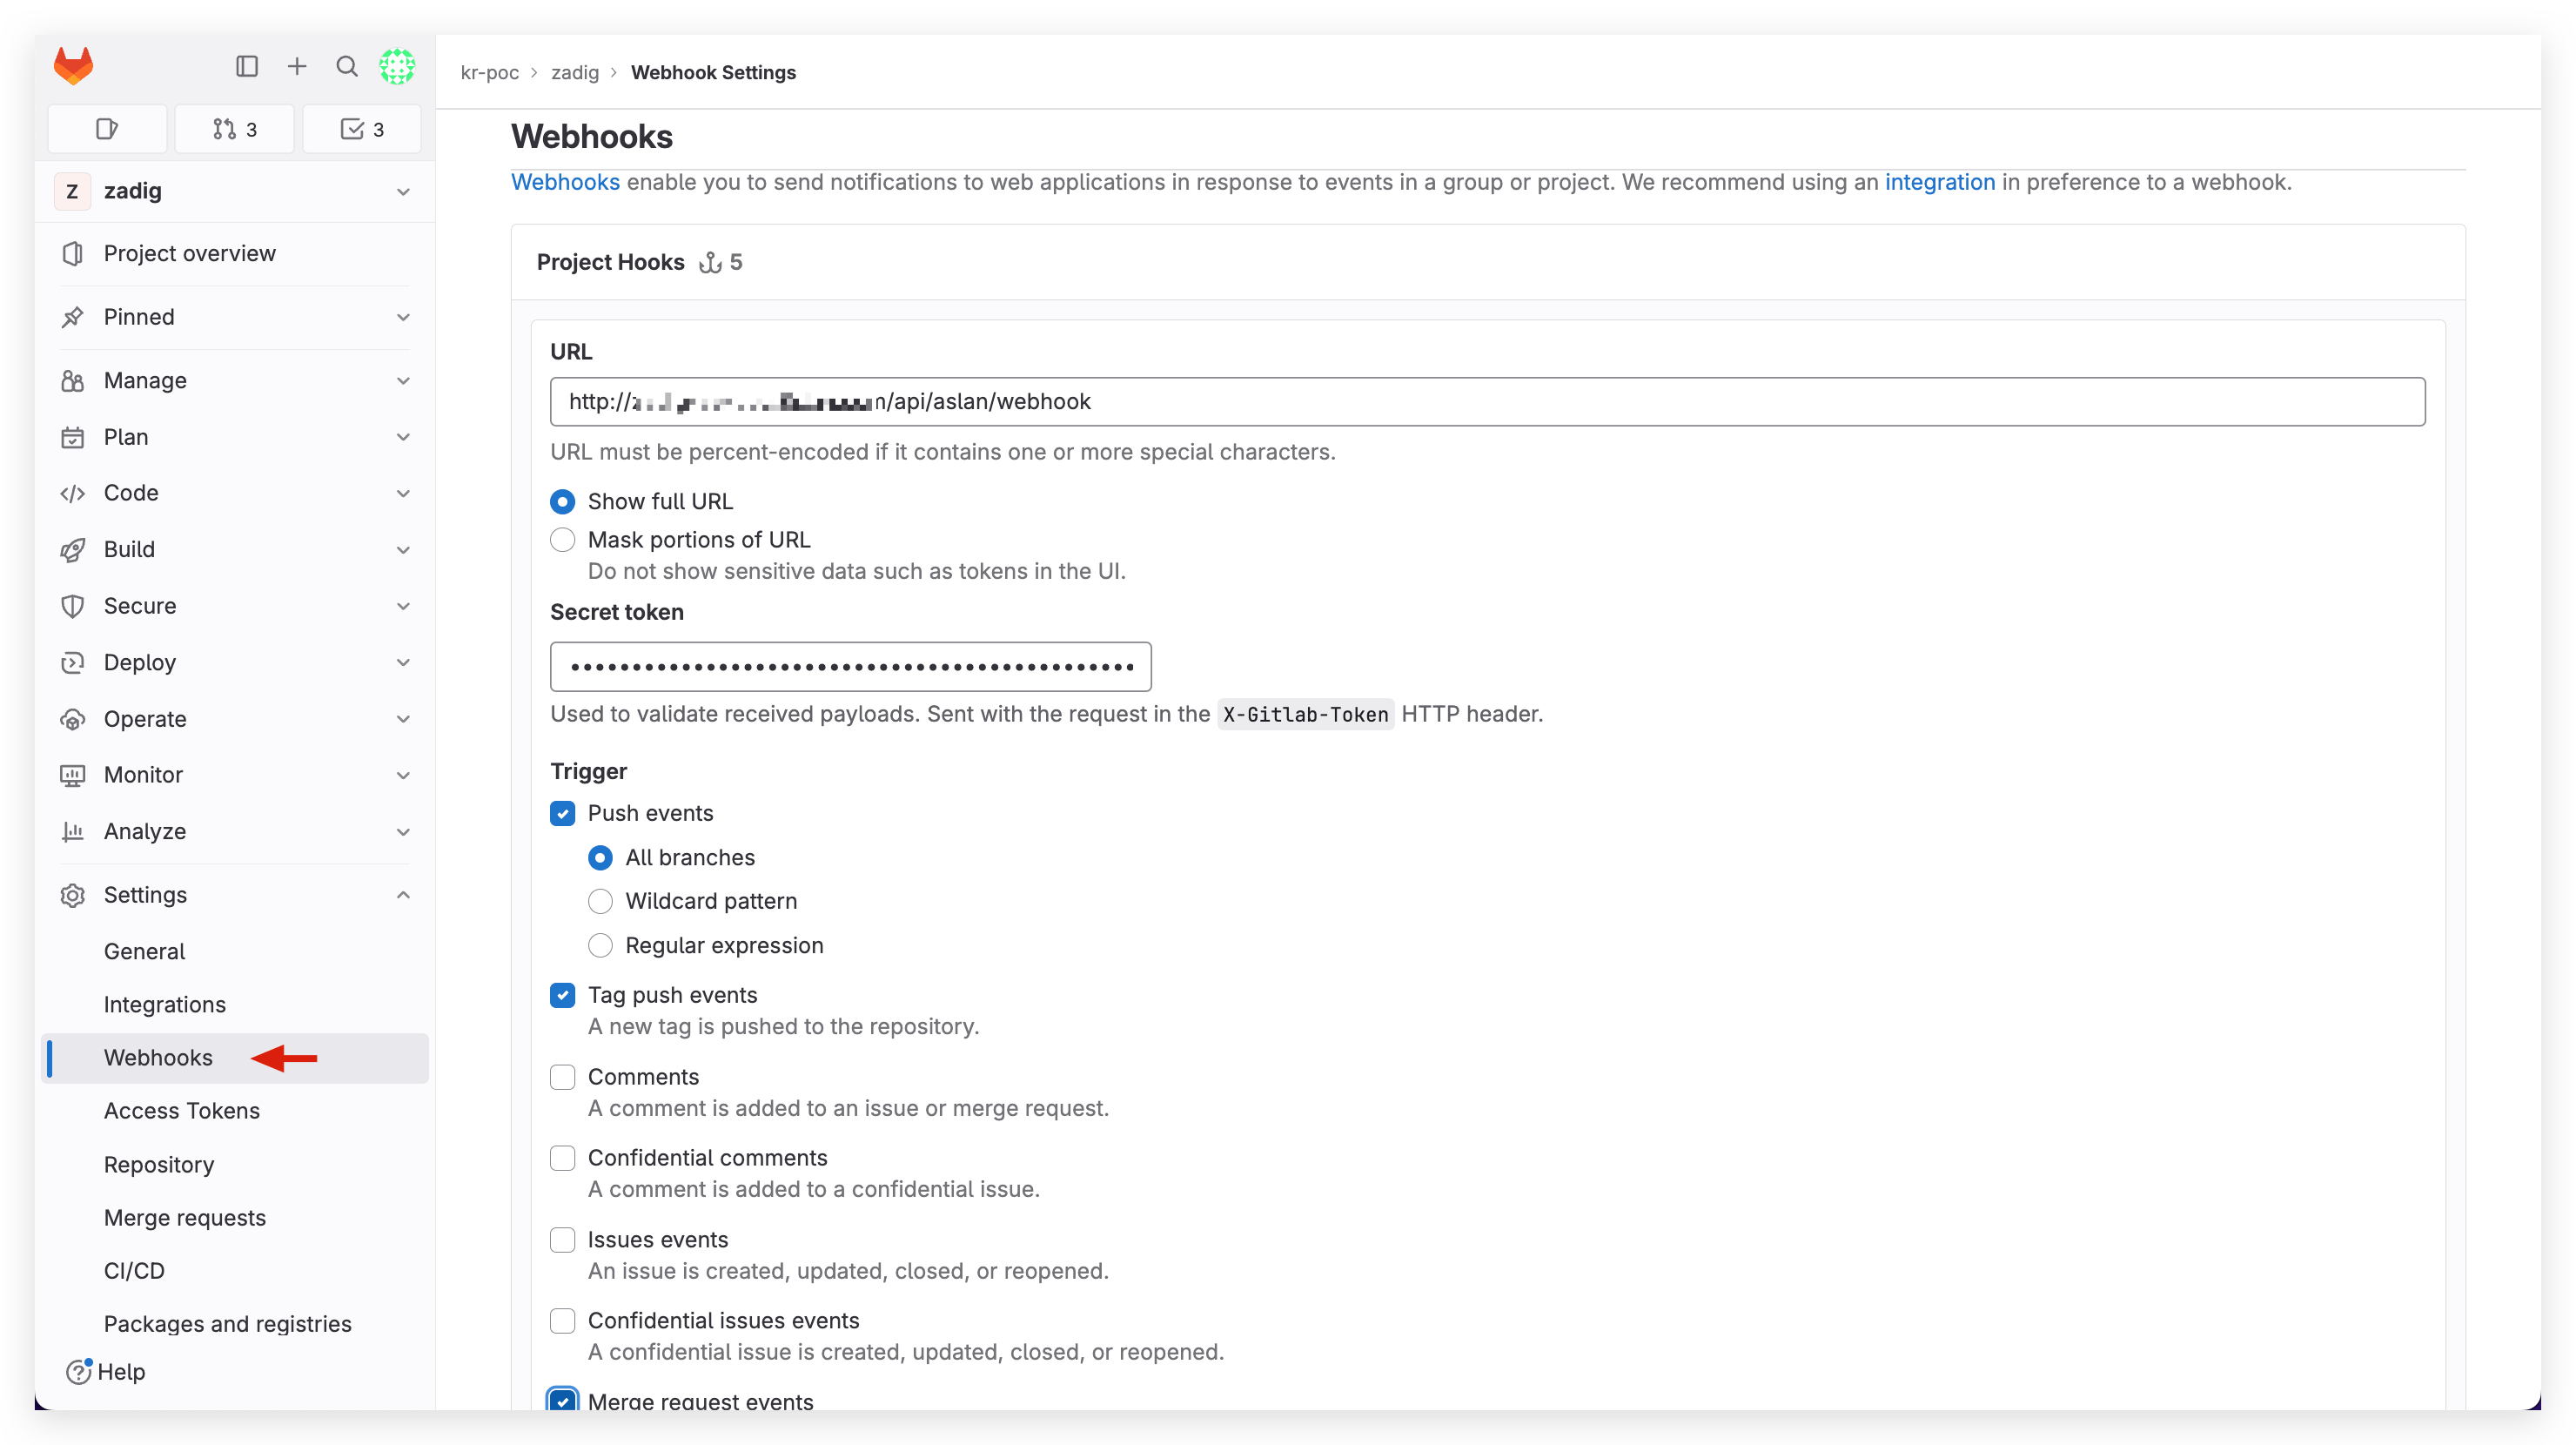 3
3
Z zadig
Project overview
Pinned
Manage
Plan
Code
Build
Secure
Deploy
Operate
Monitor
Analyze
Settings
General
Integrations
Webhooks
Access Tokens
Repository
Merge requests
CI/CD
Packages and registries
Help
kr-poc > zadig > Webhook Settings
Webhooks
Webhooks enable you to send notifications to web applications in response to events in a group or project. We recommend using an integration in preference to a webhook.
Project Hooks 5
URL
http:// n/api/aslan/webhook
URL must be percent-encoded if it contains one or more special characters.
Show full URL
Mask portions of URL
Do not show sensitive data such as tokens in the UI.
Secret token
Used to validate received payloads. Sent with the request in the X-Gitlab-Token HTTP header.
Trigger
Push events
All branches
Wildcard pattern
Regular expression
Tag push events
A new tag is pushed to the repository.
Comments
A comment is added to an issue or merge request.
Confidential comments
A comment is added to a confidential issue.
Issues events
An issue is created, updated, closed, or reopened.
Confidential issues events
A confidential issue is created, updated, closed, or reopened.
Merge request events